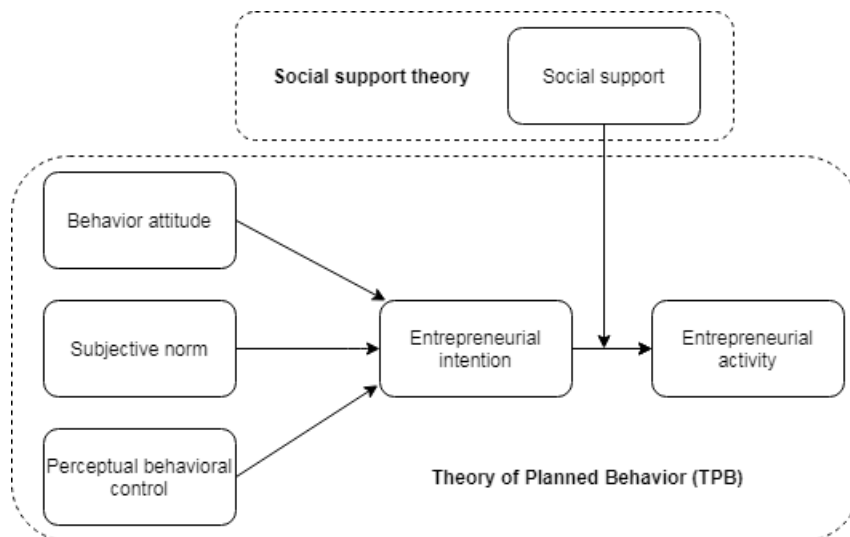 Social support theory
Social support
Behavior attitude
Subjective norm
Entrepreneurial
intention
Entrepreneurial
activity
Perceptual behavioral
control
Theory of Planned Behavior (TPB)